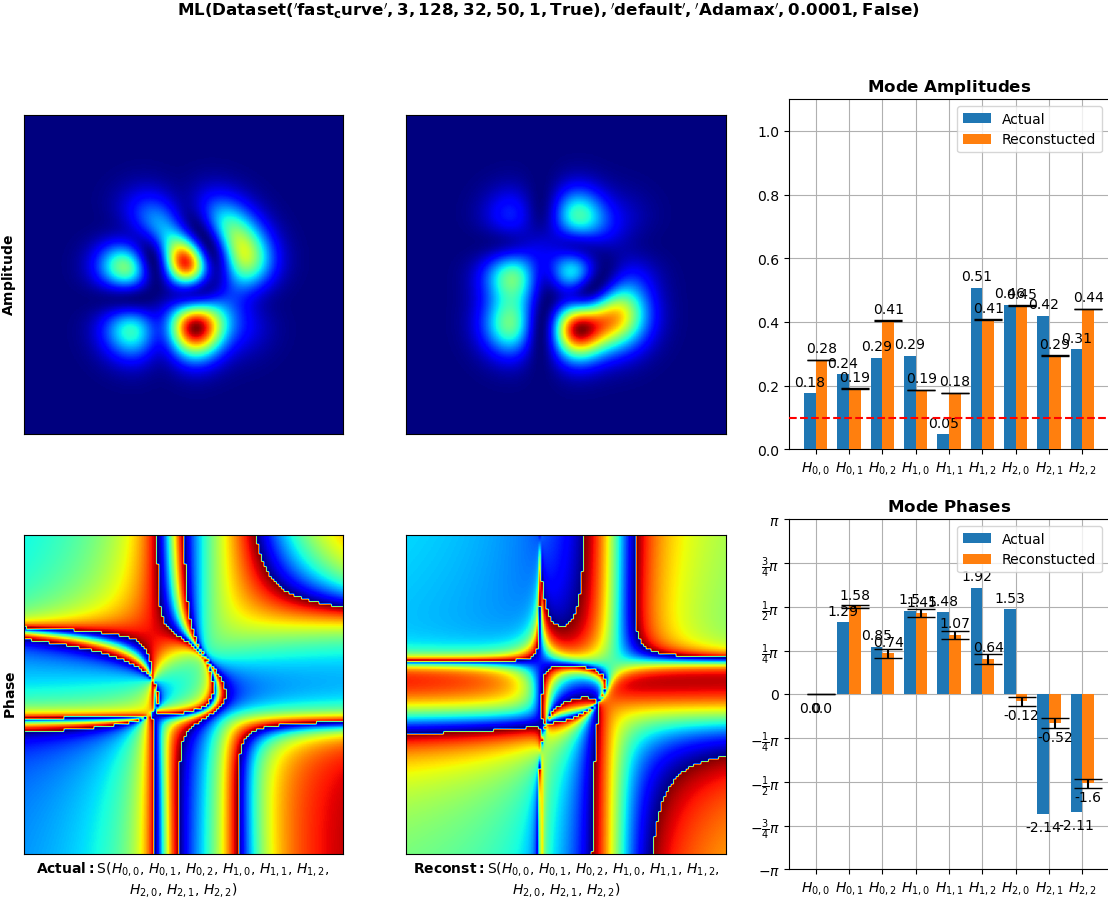 ML(Dataset('fast_curve', 3, 128, 32, 50, 1, True), 'default', 'Adamax', 0.0001, False)
Mode Amplitudes
Actual
Reconstucted
1.0
0.8
0.6
0.4
0.2
0.0
0.18 0.28 0.24 0.19 0.29 0.41 0.29 0.19 0.05 0.18 0.51 0.41 0.46 0.45 0.42 0.29 0.31 0.44
H0,0 H0,1 H0,2 H1,0 H1,1 H1,2 H2,0 H2,1 H2,2
Amplitude
Mode Phases
Actual
Reconstucted
π
3/4π
1/2π
1/4π
0
−1/4π
−1/2π
−3/4π
−π
0.0 0.0 1.29 1.58 0.85 0.74 1.5 1.45 1.48 1.07 1.92 0.64 1.53 -0.12 -2.14 -0.52 -2.11 -1.6
H0,0 H0,1 H0,2 H1,0 H1,1 H1,2 H2,0 H2,1 H2,2
Phase
Actual: S(H0,0, H0,1, H0,2, H1,0, H1,1, H1,2,
H2,0, H2,1, H2,2)
Reconst: S(H0,0, H0,1, H0,2, H1,0, H1,1, H1,2,
H2,0, H2,1, H2,2)